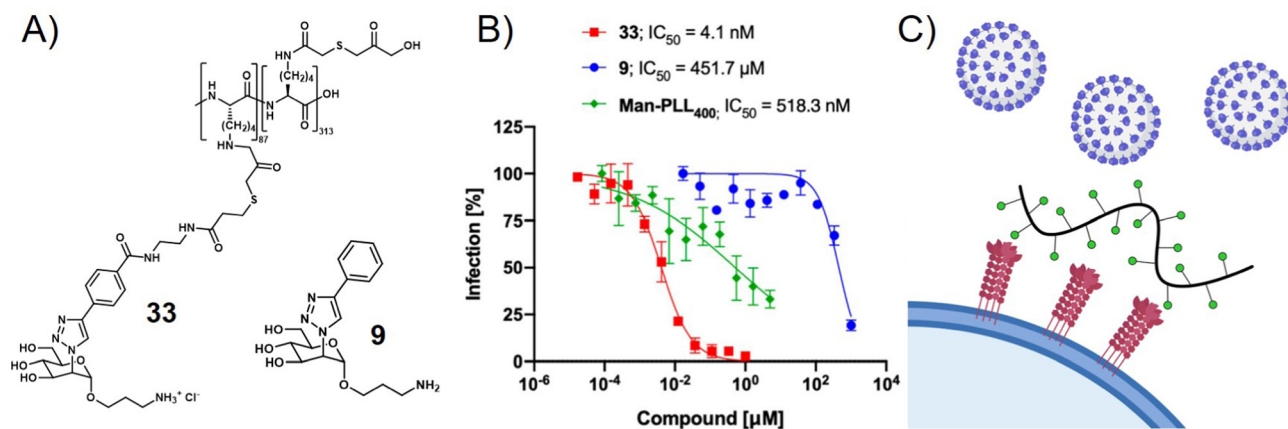 A)
H
N
O
S
O
OH
HN
(CH₂)₄
H
N
O
(CH₂)₄
87
H
N
O
OH
313
HN
O
S
O
N
H
H
N
O
N
H
N
N
N
HO
HO
HO
O
O
NH₃⁺ Cl⁻
33
N
N
N
HO
HO
HO
O
O
NH₂
9
B)
33; IC₅₀ = 4.1 nM
9; IC₅₀ = 451.7 µM
Man-PLL₄₀₀; IC₅₀ = 518.3 nM
Infection [%]
125
100
75
50
25
0
10⁻⁶
10⁻⁴
10⁻²
10⁰
10²
10⁴
Compound [µM]
C)